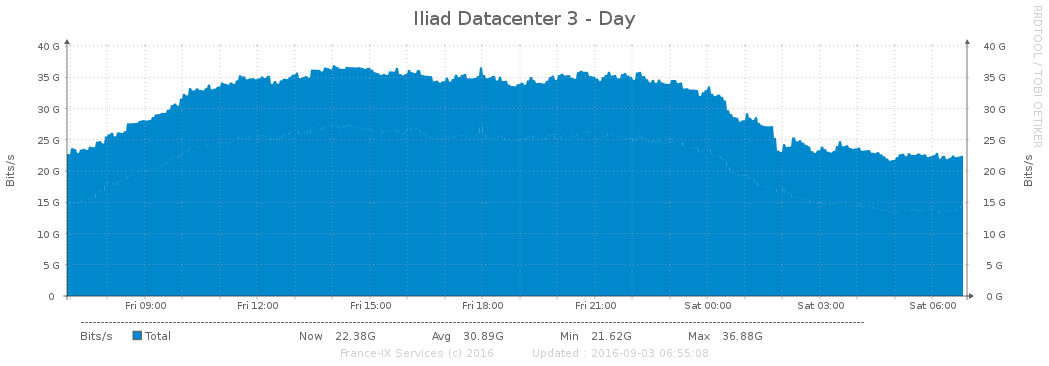 Iliad Datacenter 3 - Day
RRDTOOL / TOBI OETIKER
Bits/s
40 G 40 G
35 G 35 G
30 G 30 G
25 G 25 G
20 G 20 G
15 G 15 G
10 G 10 G
5 G 5 G
0 0 G
Bits/s
Fri 09:00 Fri 12:00 Fri 15:00 Fri 18:00 Fri 21:00 Sat 00:00 Sat 03:00 Sat 06:00
Bits/s Total Now 22.38G Avg 30.89G Min 21.62G Max 36.88G
France-IX Services (c) 2016 Updated : 2016-09-03 06:55:08